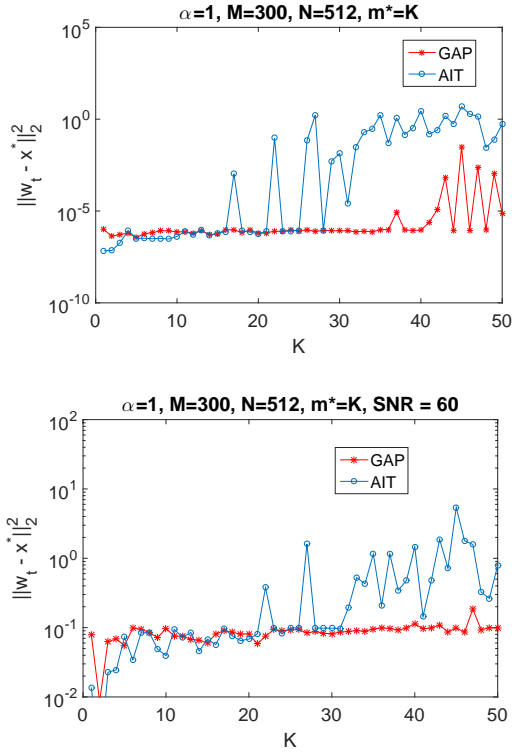 α=1, M=300, N=512, m*=K
10^5
10^0
10^-5
10^-10
||w_t - x^*||_2^2
GAP
AIT
0 10 20 30 40 50
K
α=1, M=300, N=512, m*=K, SNR = 60
10^2
10^1
10^0
10^-1
10^-2
||w_t - x^*||_2^2
GAP
AIT
0 10 20 30 40 50
K